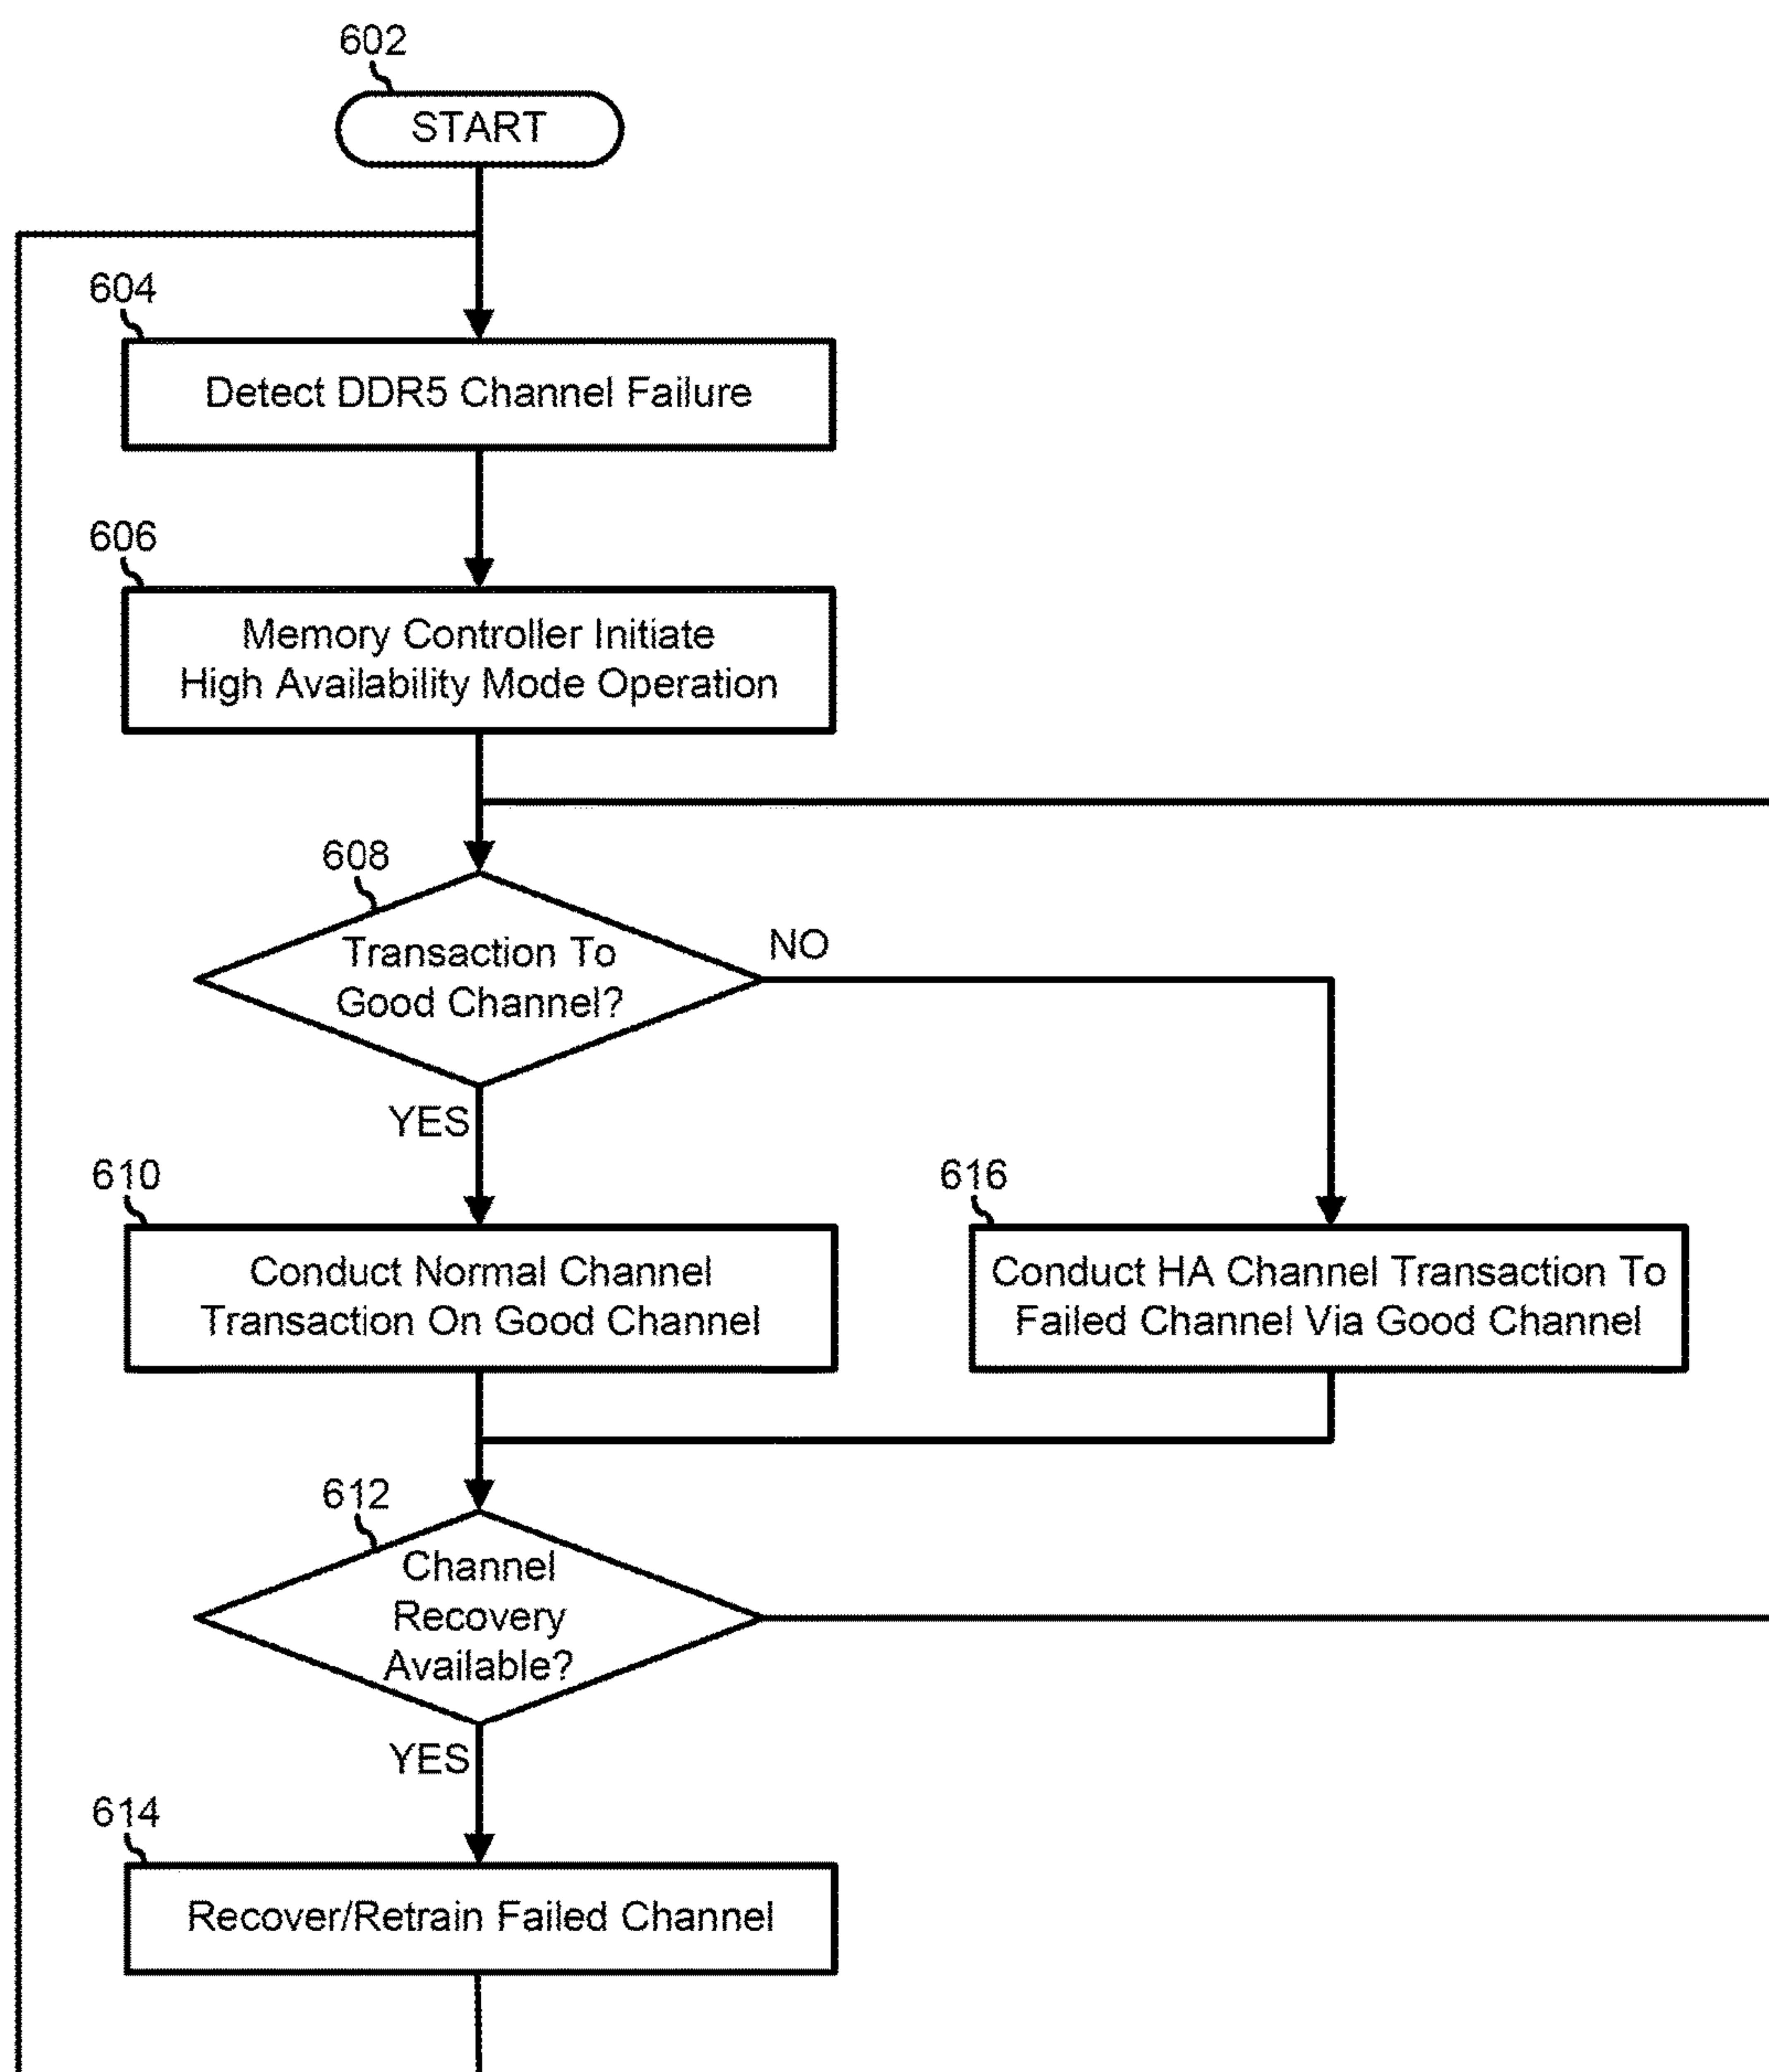 602
START
604
Detect DDR5 Channel Failure
606
Memory Controller Initiate
High Availability Mode Operation
608
Transaction To
Good Channel?
NO
YES
610
Conduct Normal Channel
Transaction On Good Channel
616
Conduct HA Channel Transaction To
Failed Channel Via Good Channel
612
Channel
Recovery
Available?
YES
614
Recover/Retrain Failed Channel